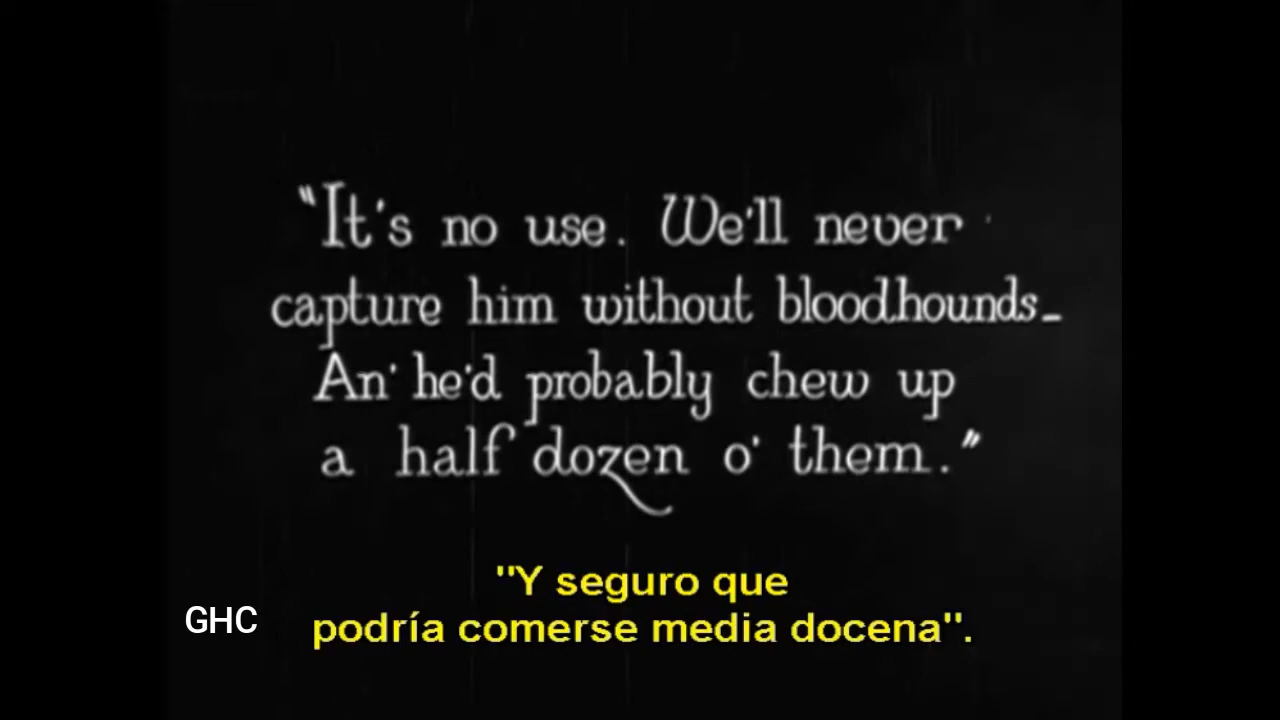 "It's no use. We'll never
capture him without bloodhounds_
An' he'd probably chew up
a half dozen o' them."
"Y seguro que
GHC
podría comerse media docena".